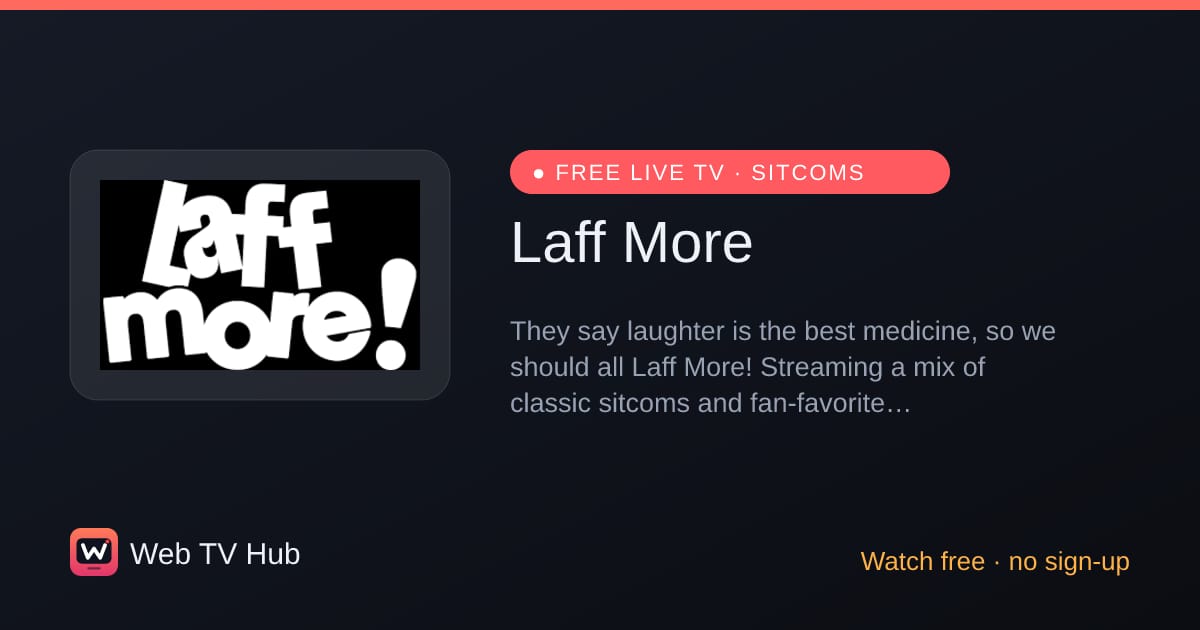 Laff
more!
● FREE LIVE TV · SITCOMS
Laff More
They say laughter is the best medicine, so we
should all Laff More! Streaming a mix of
classic sitcoms and fan-favorite…
W
Web TV Hub
Watch free · no sign-up